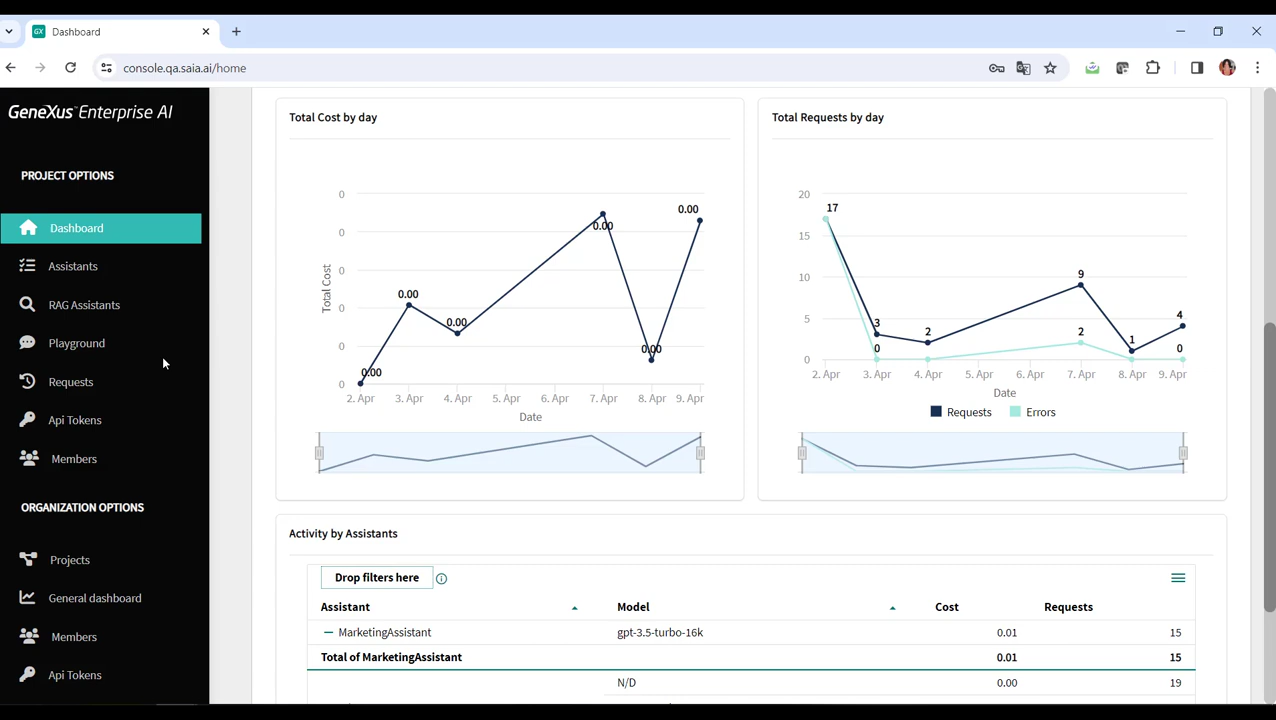 Dashboard
console.qa.saia.ai/home
GeneXus™ Enterprise AI
PROJECT OPTIONS
Dashboard
Assistants
RAG Assistants
Playground
Requests
Api Tokens
Members
ORGANIZATION OPTIONS
Projects
General dashboard
Members
Api Tokens
Total Cost by day
0
0
0
0
0
0
Total Cost
0.00
0.00
0.00
0.00
0.00
0.00
2. Apr 3. Apr 4. Apr 5. Apr 6. Apr 7. Apr 8. Apr 9. Apr
Date
Total Requests by day
20
15
10
5
0
17
3
0
2
9
2
1
4
0
2. Apr 3. Apr 4. Apr 5. Apr 6. Apr 7. Apr 8. Apr 9. Apr
Date
Requests Errors
Activity by Assistants
Drop filters here
Assistant Model Cost Requests
MarketingAssistant gpt-3.5-turbo-16k 0.01 15
Total of MarketingAssistant 0.01 15
N/D 0.00 19